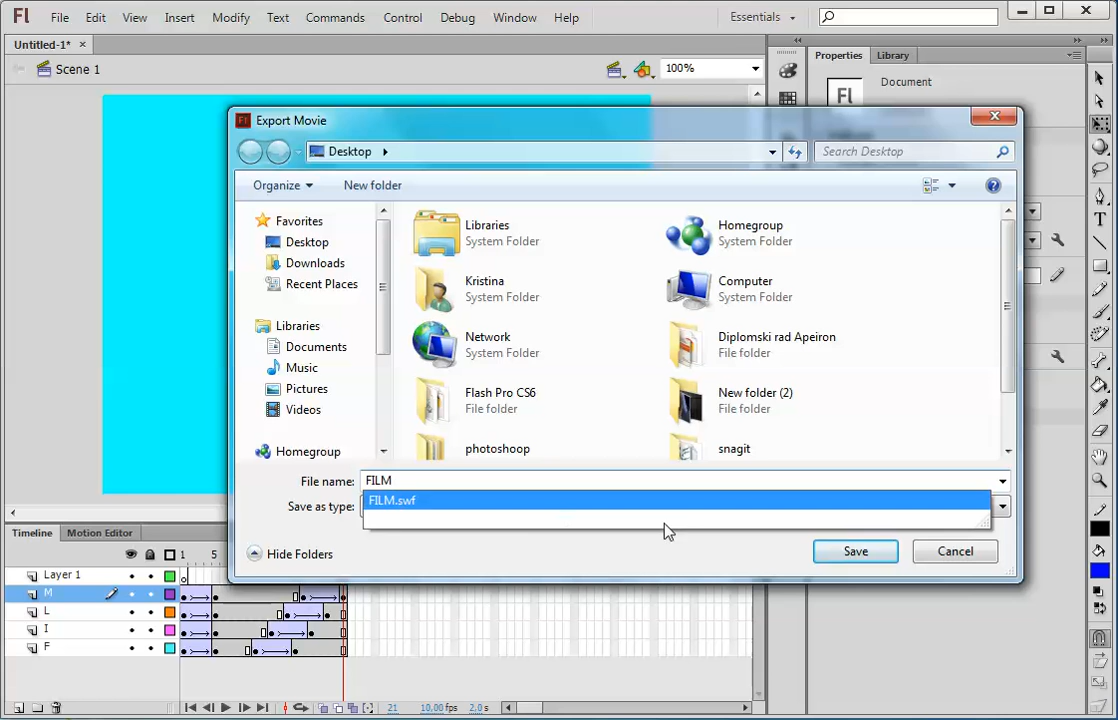 Fl File Edit View Insert Modify Text Commands Control Debug Window Help Essentials
Untitled-1* × Properties Library
Scene 1 100% Document
Fl
Fl Export Movie
Desktop Search Desktop
Organize New folder
Favorites
Desktop
Downloads
Recent Places
Libraries
Documents
Music
Pictures
Videos
Homegroup
Libraries
System Folder
Homegroup
System Folder
Kristina
System Folder
Computer
System Folder
Network
System Folder
Diplomski rad Apeiron
File folder
Flash Pro CS6
File folder
New folder (2)
File folder
photoshoop
snagit
File name: FILM
FILM.swf
Save as type:
Hide Folders Save Cancel
Timeline Motion Editor
1 5
Layer 1
M
L
I
F
21 10,00 fps 2,0 s